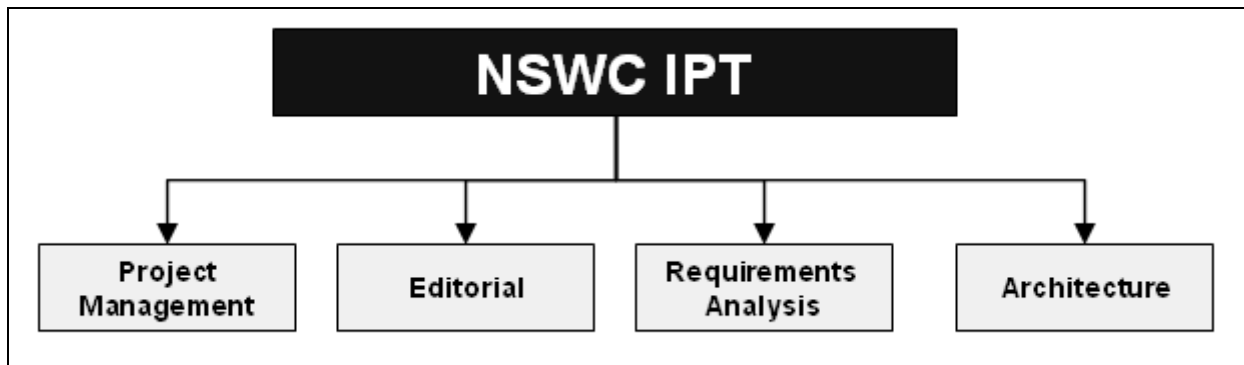 NSWC IPT
Project
Management
Editorial
Requirements
Analysis
Architecture